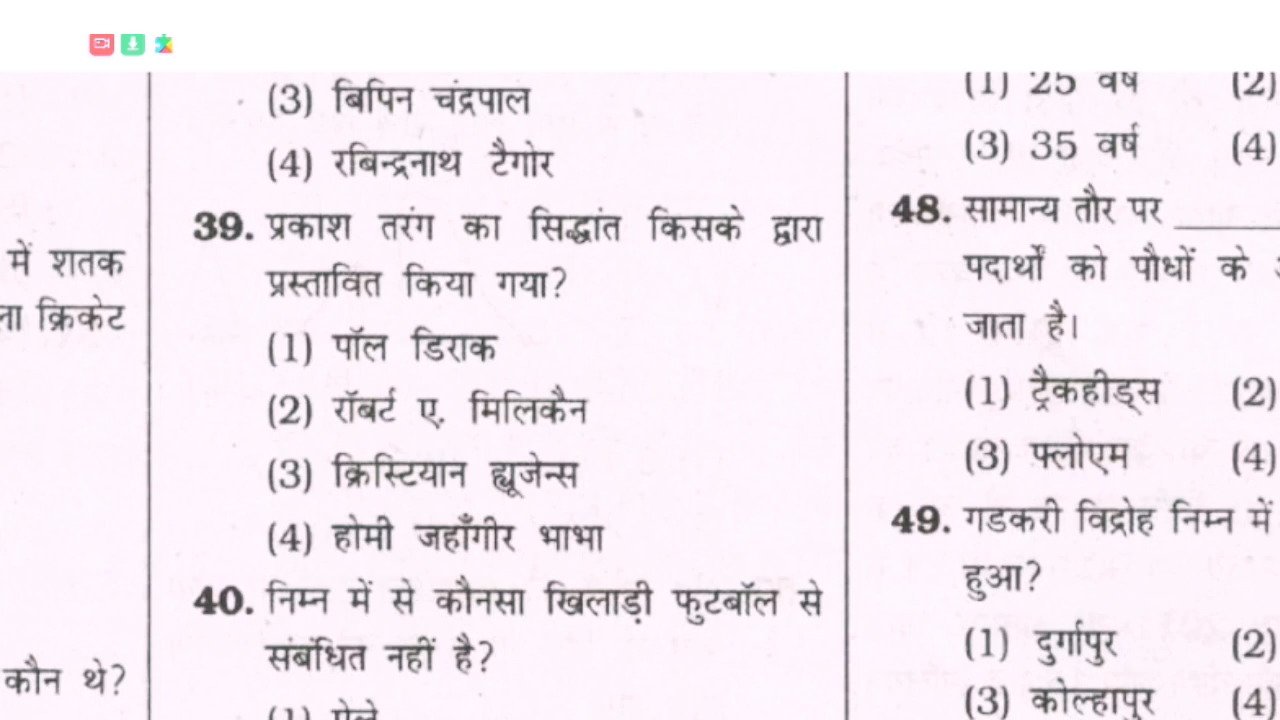 में शतक
क्रिकेट
कौन थे?
(3) बिपिन चंद्रपाल
(4) रबिन्द्रनाथ टैगोर
39. प्रकाश तरंग का सिद्धांत किसके द्वारा
प्रस्तावित किया गया?
(1) पॉल डिराक
(2) रॉबर्ट ए. मिलिकैन
(3) क्रिस्टियान ह्यूजेन्स
(4) होमी जहाँगीर भाभा
40. निम्न में से कौनसा खिलाड़ी फुटबॉल से
संबंधित नहीं है?
(1) पेले
(1) 25 वर्ष (2)
(3) 35 वर्ष (4)
48. सामान्य तौर पर ______
पदार्थों को पौधों के
जाता है।
(1) ट्रैकहीड्स (2)
(3) फ्लोएम (4)
49. गडकरी विद्रोह निम्न में
हुआ?
(1) दुर्गापुर (2)
(3) कोल्हापुर (4)